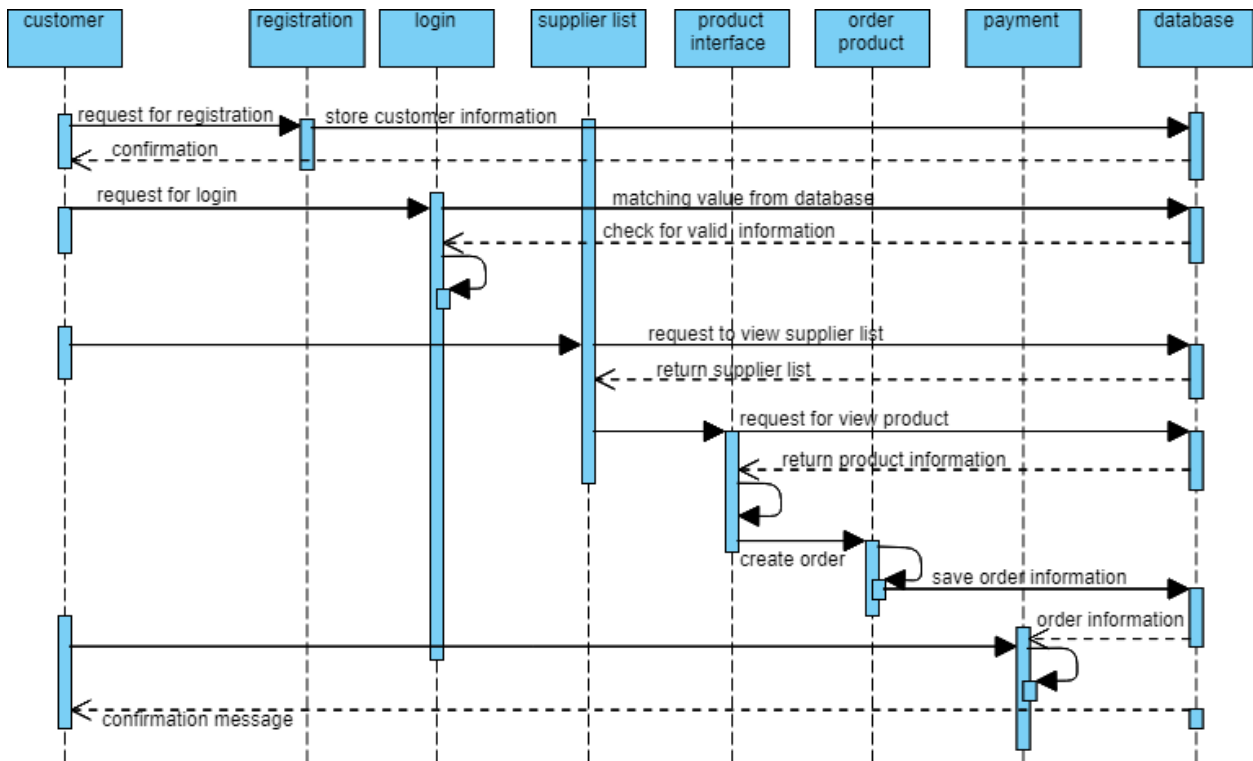 customer
registration
login
supplier list
product
interface
order
product
payment
database
request for registration
store customer information
confirmation
request for login
matching value from database
check for valid information
request to view supplier list
return supplier list
request for view product
return product information
create order
save order information
order information
confirmation message